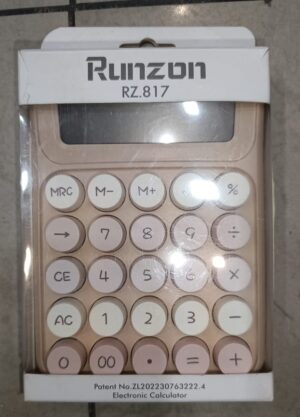 Runzon
RZ.817
MRC M- M+ %
→ 7 8 9 ÷
CE 4 5 6 ×
AC 1 2 3 −
0 00 • = +
Patent No.ZL202230763222.4
Electronic Calculator